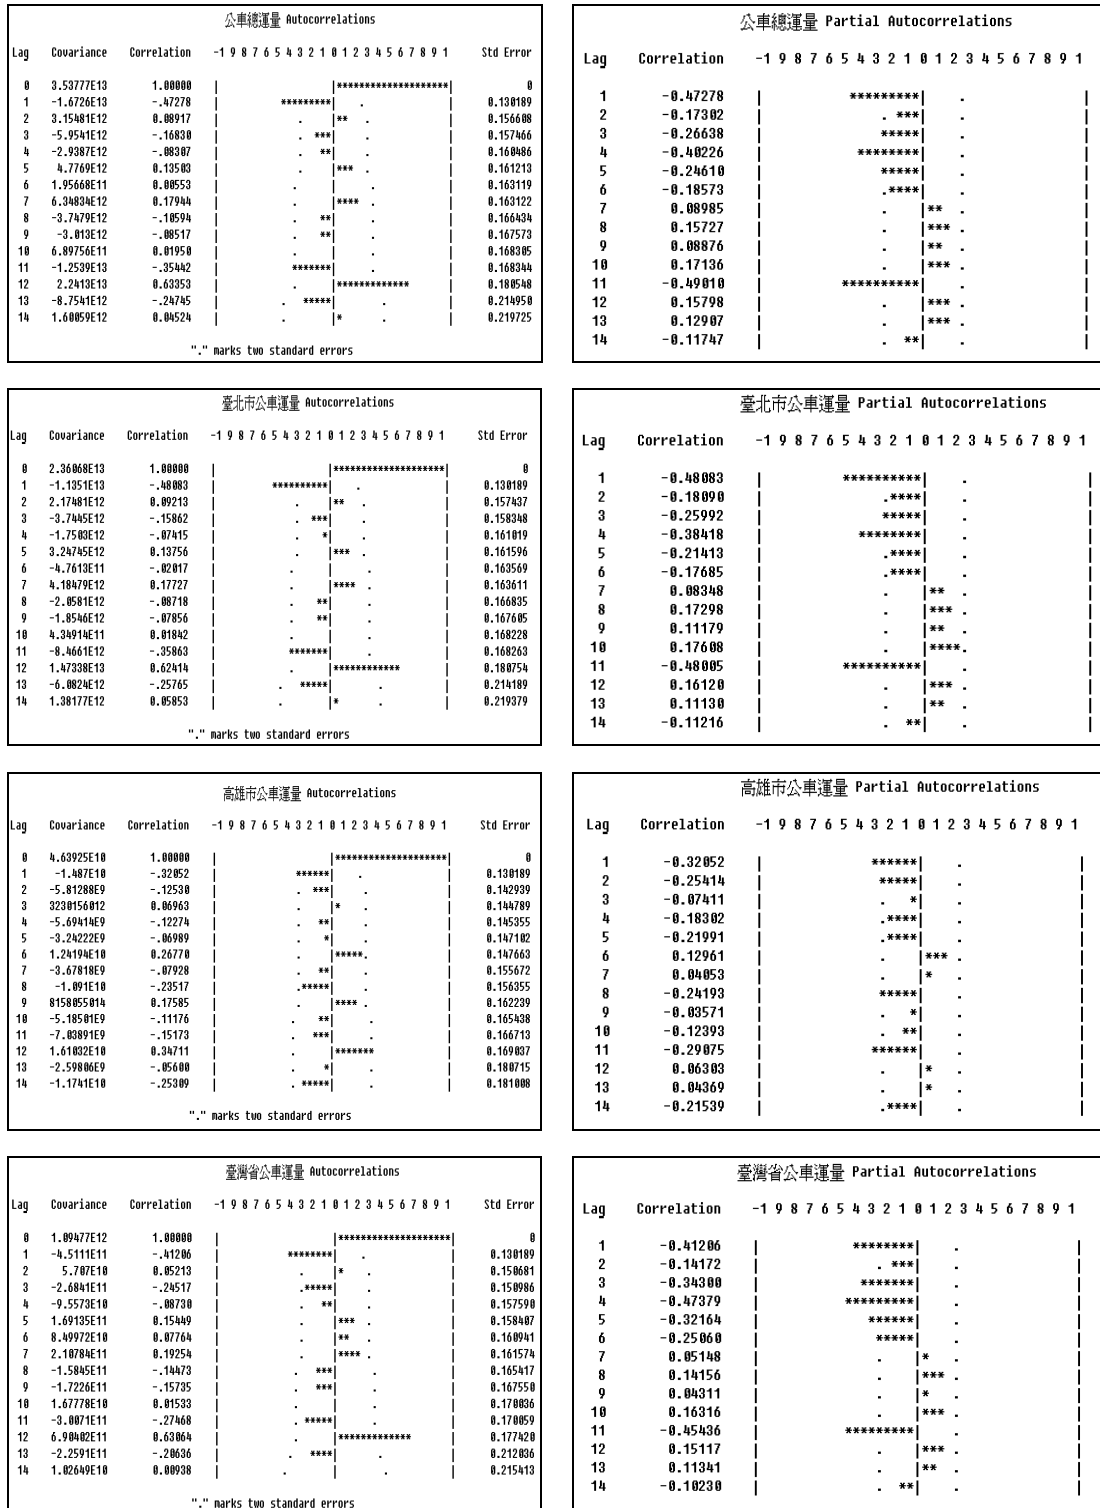 公車總運量 Autocorrelations
Lag Covariance Correlation -1 9 8 7 6 5 4 3 2 1 0 1 2 3 4 5 6 7 8 9 1 Std Error
0 3.53777E13 1.00000 | |********************| 0
1 -1.6726E13 -.47278 | *********| . | 0.130189
2 3.15481E12 0.08917 | . |** . | 0.156608
3 -5.9541E12 -.16830 | . ***| . | 0.157466
4 -2.9387E12 -.08307 | . **| . | 0.160486
5 4.7769E12 0.13503 | . |*** . | 0.161213
6 1.95668E11 0.00553 | . | . | 0.163119
7 6.34834E12 0.17944 | . |**** . | 0.163122
8 -3.7479E12 -.10594 | . **| . | 0.166434
9 -3.013E12 -.08517 | . **| . | 0.167573
10 6.89756E11 0.01950 | . | . | 0.168305
11 -1.2539E13 -.35442 | *******| . | 0.168344
12 2.2413E13 0.63353 | . |************* | 0.180548
13 -8.7541E12 -.24745 | . *****| . | 0.214950
14 1.60059E12 0.04524 | . |* . | 0.219725
"." marks two standard errors
公車總運量 Partial Autocorrelations
Lag Correlation -1 9 8 7 6 5 4 3 2 1 0 1 2 3 4 5 6 7 8 9 1
1 -0.47278 | *********| . |
2 -0.17302 | . ***| . |
3 -0.26638 | *****| . |
4 -0.40226 | ********| . |
5 -0.24610 | *****| . |
6 -0.18573 | .****| . |
7 0.08985 | . |** . |
8 0.15727 | . |*** . |
9 0.08876 | . |** . |
10 0.17136 | . |*** . |
11 -0.49010 | **********| . |
12 0.15798 | . |*** . |
13 0.12907 | . |*** . |
14 -0.11747 | . **| . |
臺北市公車運量 Autocorrelations
Lag Covariance Correlation -1 9 8 7 6 5 4 3 2 1 0 1 2 3 4 5 6 7 8 9 1 Std Error
0 2.36068E13 1.00000 | |********************| 0
1 -1.1351E13 -.48083 | **********| . | 0.130189
2 2.17481E12 0.09213 | . |** . | 0.157437
3 -3.7445E12 -.15862 | . ***| . | 0.158348
4 -1.7503E12 -.07415 | . *| . | 0.161019
5 3.24745E12 0.13756 | . |*** . | 0.161596
6 -4.7613E11 -.02017 | . | . | 0.163569
7 4.18479E12 0.17727 | . |**** . | 0.163611
8 -2.0581E12 -.08718 | . **| . | 0.166835
9 -1.8546E12 -.07856 | . **| . | 0.167605
10 4.34914E11 0.01842 | . | . | 0.168228
11 -8.4661E12 -.35863 | *******| . | 0.168263
12 1.47338E13 0.62414 | . |************ | 0.180754
13 -6.0824E12 -.25765 | . *****| . | 0.214189
14 1.38177E12 0.05853 | . |* . | 0.219379
"." marks two standard errors
臺北市公車運量 Partial Autocorrelations
Lag Correlation -1 9 8 7 6 5 4 3 2 1 0 1 2 3 4 5 6 7 8 9 1
1 -0.48083 | **********| . |
2 -0.18090 | .****| . |
3 -0.25992 | *****| . |
4 -0.38418 | ********| . |
5 -0.21413 | .****| . |
6 -0.17685 | .****| . |
7 0.08348 | . |** . |
8 0.17298 | . |*** . |
9 0.11179 | . |** . |
10 0.17608 | . |****. |
11 -0.48005 | **********| . |
12 0.16120 | . |*** . |
13 0.11130 | . |** . |
14 -0.11216 | . **| . |
高雄市公車運量 Autocorrelations
Lag Covariance Correlation -1 9 8 7 6 5 4 3 2 1 0 1 2 3 4 5 6 7 8 9 1 Std Error
0 4.63925E10 1.00000 | |********************| 0
1 -1.487E10 -.32052 | ******| . | 0.130189
2 -5.81288E9 -.12530 | . ***| . | 0.142939
3 3230156012 0.06963 | . |* . | 0.144789
4 -5.69414E9 -.12274 | . **| . | 0.145355
5 -3.24222E9 -.06989 | . *| . | 0.147102
6 1.24194E10 0.26770 | . |*****. | 0.147663
7 -3.67818E9 -.07928 | . **| . | 0.155672
8 -1.091E10 -.23517 | .*****| . | 0.156355
9 8158055014 0.17585 | . |**** . | 0.162239
10 -5.18501E9 -.11176 | . **| . | 0.165438
11 -7.03891E9 -.15173 | . ***| . | 0.166713
12 1.61032E10 0.34711 | . |******* | 0.169037
13 -2.59806E9 -.05600 | . *| . | 0.180715
14 -1.1741E10 -.25309 | . *****| . | 0.181008
"." marks two standard errors
高雄市公車運量 Partial Autocorrelations
Lag Correlation -1 9 8 7 6 5 4 3 2 1 0 1 2 3 4 5 6 7 8 9 1
1 -0.32052 | ******| . |
2 -0.25414 | *****| . |
3 -0.07411 | . *| . |
4 -0.18302 | .****| . |
5 -0.21991 | .****| . |
6 0.12961 | . |*** . |
7 0.04053 | . |* . |
8 -0.24193 | *****| . |
9 -0.03571 | . *| . |
10 -0.12393 | . **| . |
11 -0.29075 | ******| . |
12 0.06303 | . |* . |
13 0.04369 | . |* . |
14 -0.21539 | .****| . |
臺灣省公車運量 Autocorrelations
Lag Covariance Correlation -1 9 8 7 6 5 4 3 2 1 0 1 2 3 4 5 6 7 8 9 1 Std Error
0 1.09477E12 1.00000 | |********************| 0
1 -4.5111E11 -.41206 | ********| . | 0.130189
2 5.707E10 0.05213 | . |* . | 0.150681
3 -2.6841E11 -.24517 | .*****| . | 0.150986
4 -9.5573E10 -.08730 | . **| . | 0.157590
5 1.69135E11 0.15449 | . |*** . | 0.158407
6 8.49972E10 0.07764 | . |** . | 0.160941
7 2.10784E11 0.19254 | . |**** . | 0.161574
8 -1.5845E11 -.14473 | . ***| . | 0.165417
9 -1.7226E11 -.15735 | . ***| . | 0.167550
10 1.67778E10 0.01533 | . | . | 0.170036
11 -3.0071E11 -.27468 | . *****| . | 0.170059
12 6.90402E11 0.63064 | . |************* | 0.177420
13 -2.2591E11 -.20636 | . ****| . | 0.212036
14 1.02649E10 0.00938 | . | . | 0.215413
"." marks two standard errors
臺灣省公車運量 Partial Autocorrelations
Lag Correlation -1 9 8 7 6 5 4 3 2 1 0 1 2 3 4 5 6 7 8 9 1
1 -0.41206 | ********| . |
2 -0.14172 | . ***| . |
3 -0.34300 | *******| . |
4 -0.47379 | *********| . |
5 -0.32164 | ******| . |
6 -0.25060 | *****| . |
7 0.05148 | . |* . |
8 0.14156 | . |*** . |
9 0.04311 | . |* . |
10 0.16316 | . |*** . |
11 -0.45436 | *********| . |
12 0.15117 | . |*** . |
13 0.11341 | . |** . |
14 -0.10230 | . **| . |